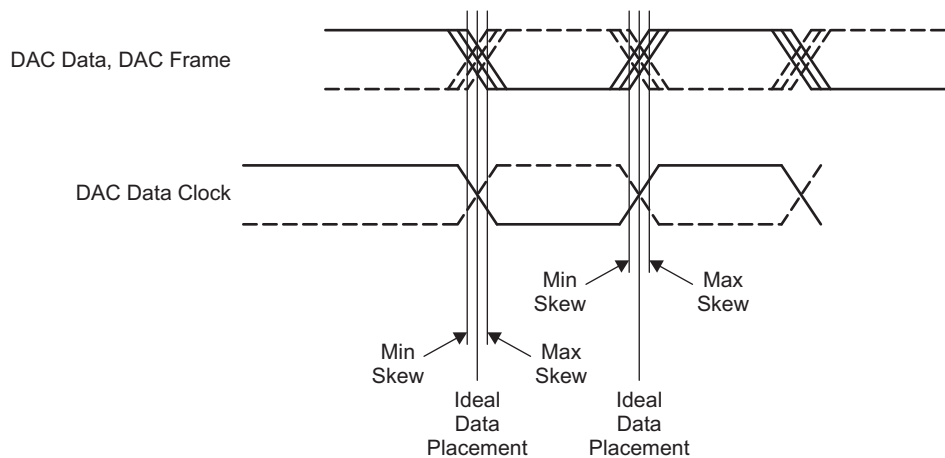 DAC Data, DAC Frame
DAC Data Clock
Min
Skew
Max
Skew
Min
Skew
Max
Skew
Ideal
Data
Placement
Ideal
Data
Placement